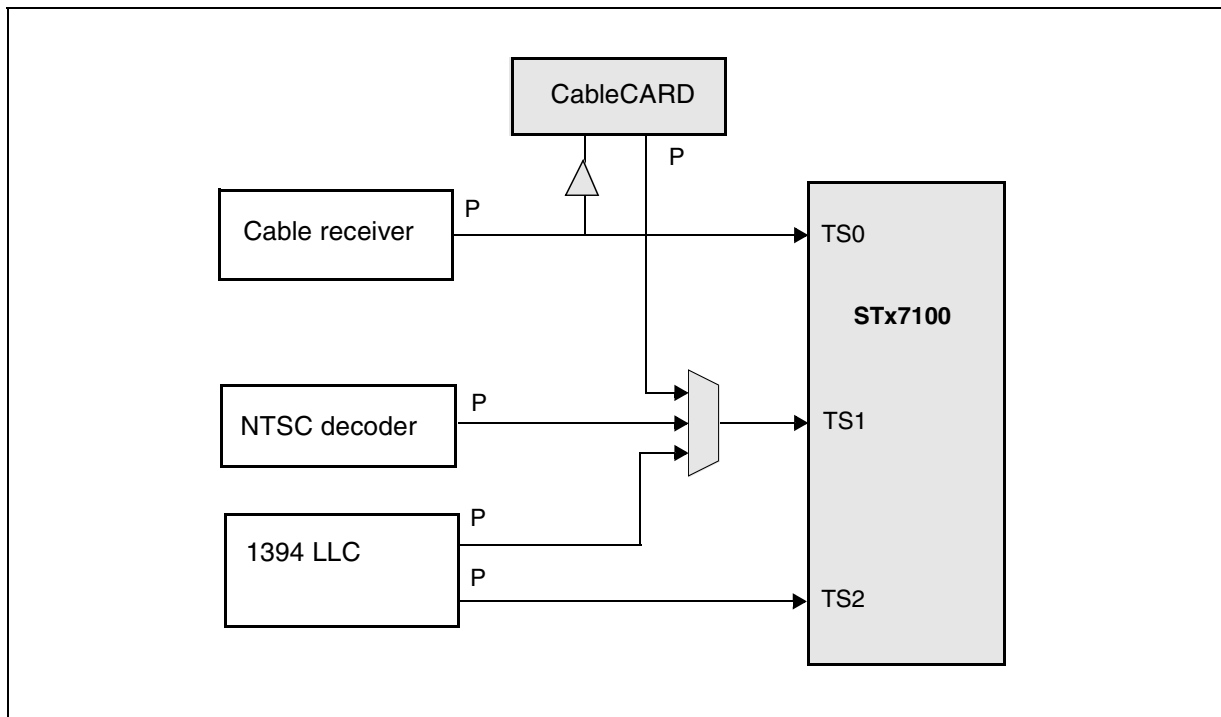 CableCARD
P
P
Cable receiver
TS0
STx7100
P
NTSC decoder
TS1
P
1394 LLC
P
TS2